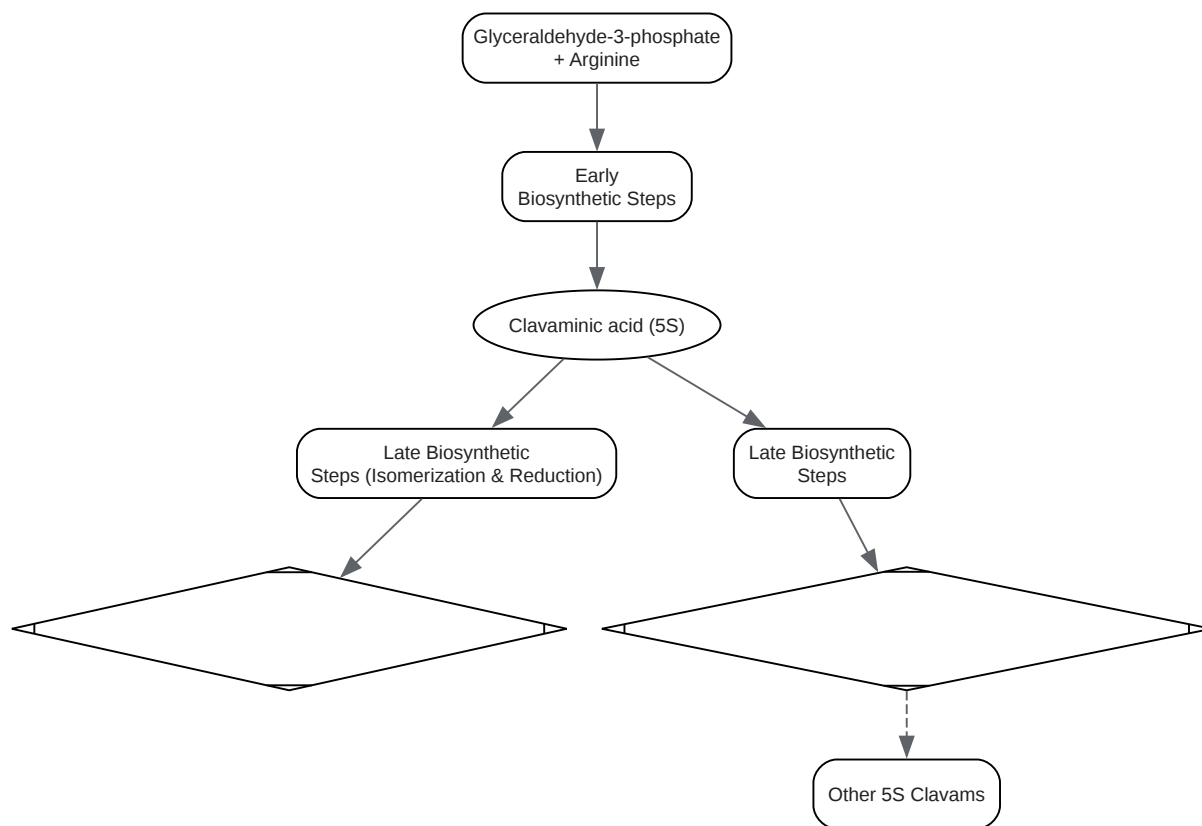 Glyceraldehyde-3-phosphate
+ Arginine
Early
Biosynthetic Steps
Clavaminic acid (5S)
Late Biosynthetic
Steps (Isomerization & Reduction)
Late Biosynthetic
Steps
Other 5S Clavams